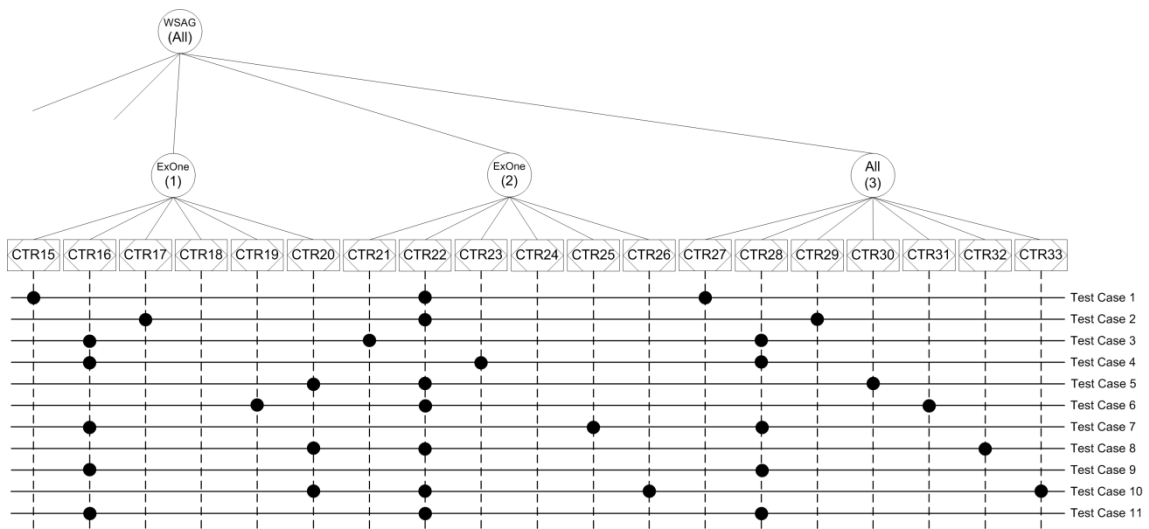 WSAG
(All)
ExOne
(1)
ExOne
(2)
All
(3)
CTR15 CTR16 CTR17 CTR18 CTR19 CTR20 CTR21 CTR22 CTR23 CTR24 CTR25 CTR26 CTR27 CTR28 CTR29 CTR30 CTR31 CTR32 CTR33
Test Case 1
Test Case 2
Test Case 3
Test Case 4
Test Case 5
Test Case 6
Test Case 7
Test Case 8
Test Case 9
Test Case 10
Test Case 11